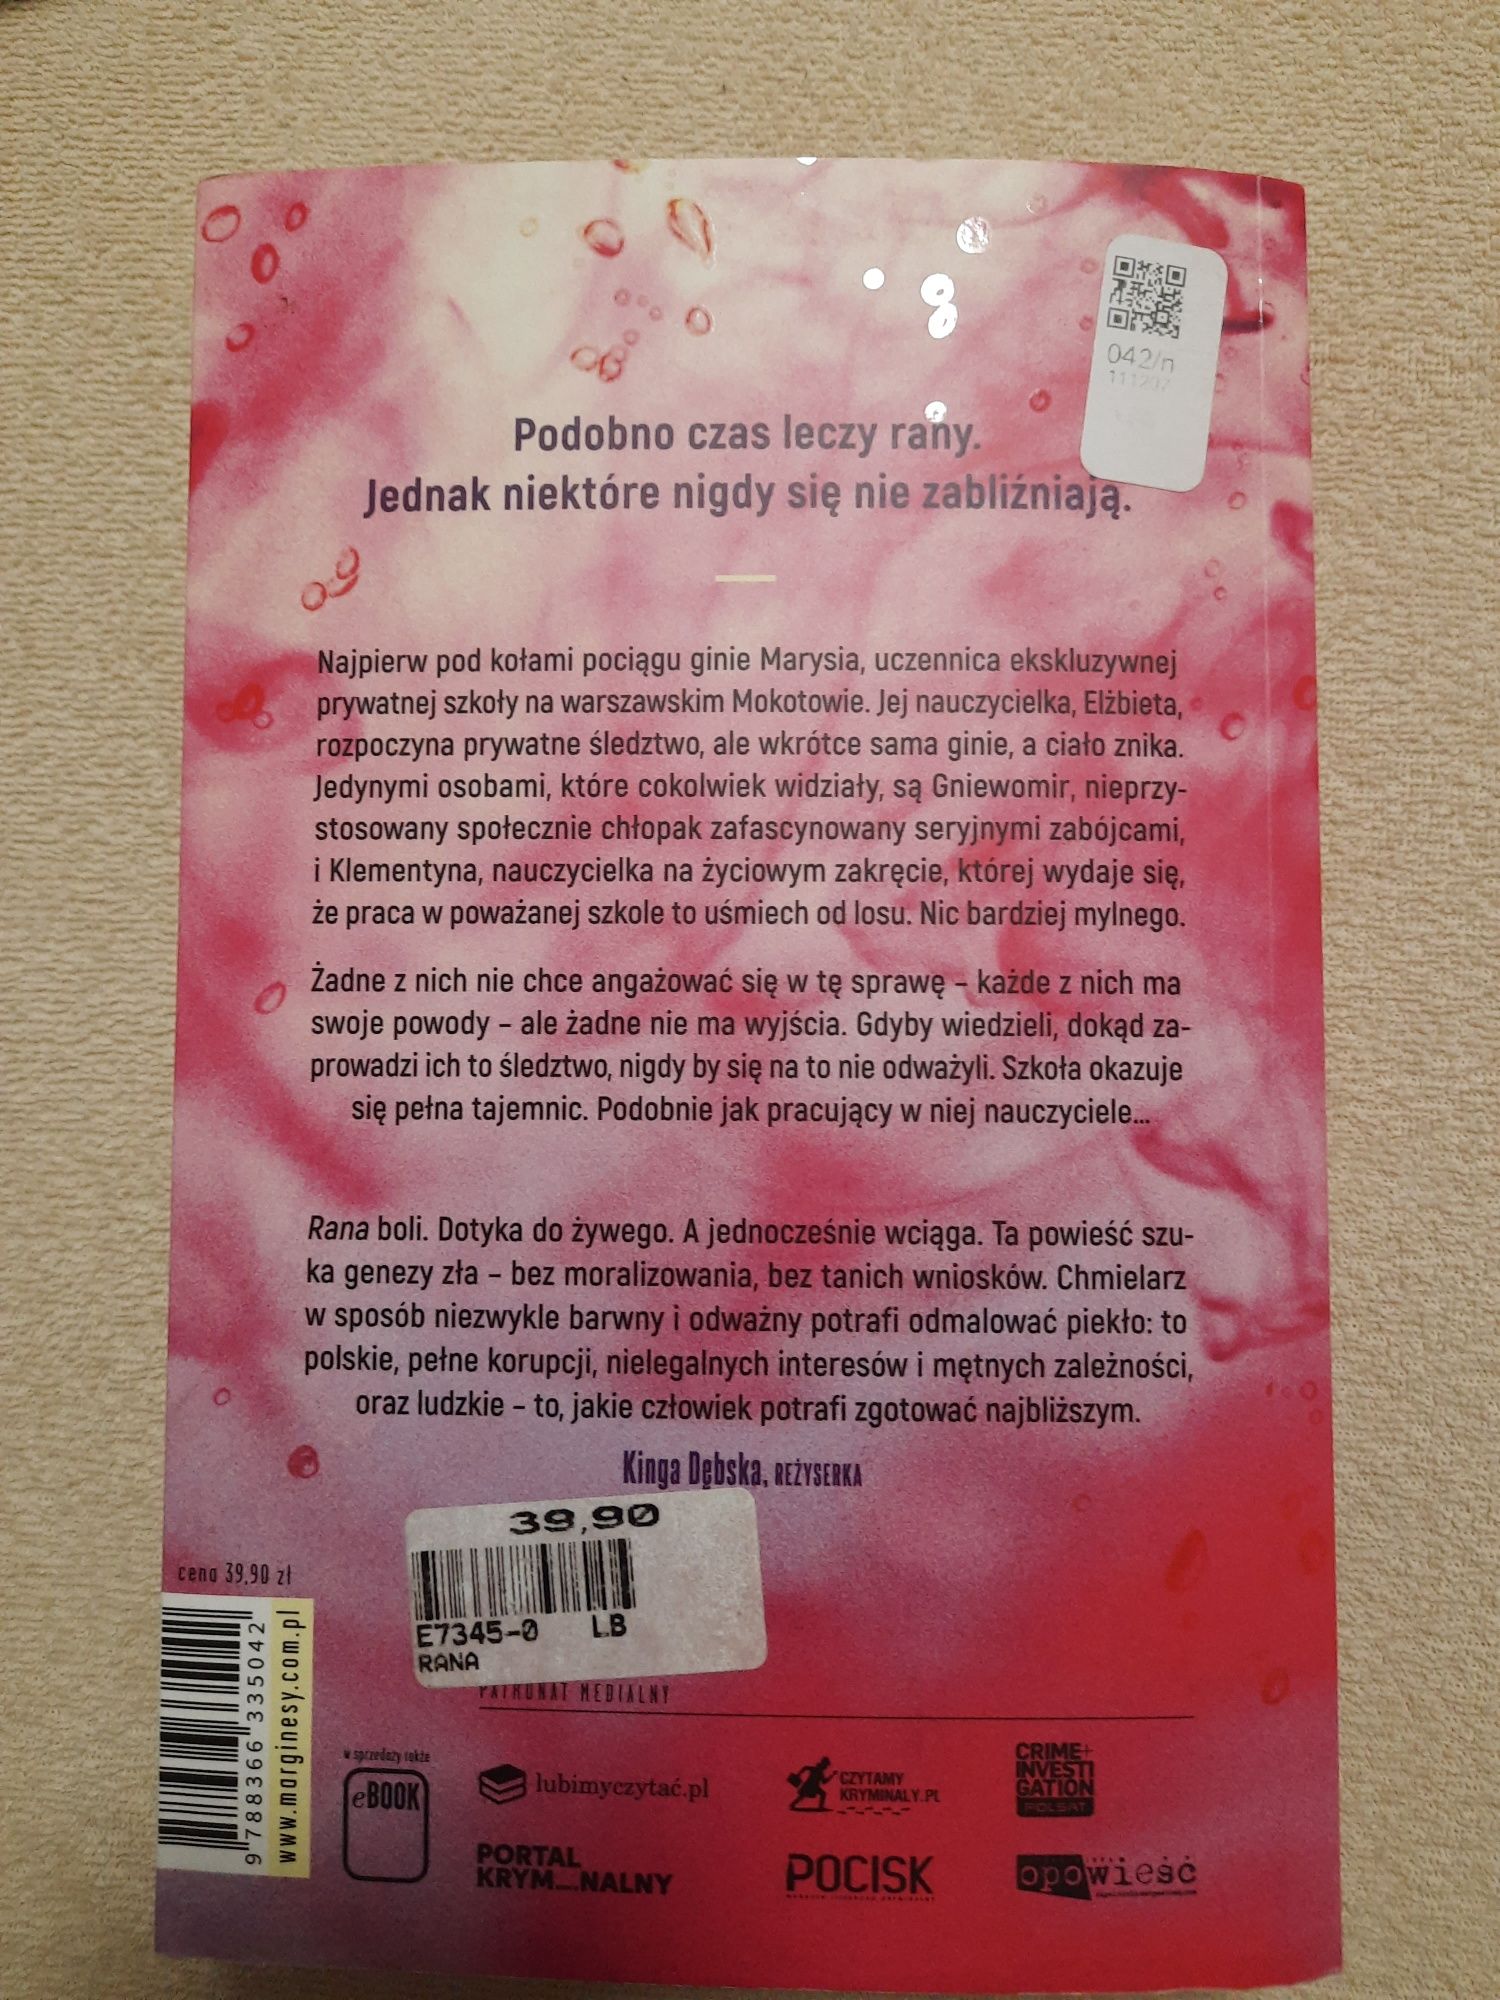 042/n
111207
Podobno czas leczy rany.
Jednak niektóre nigdy się nie zabliźniają.
Najpierw pod kołami pociągu ginie Marysia, uczennica ekskluzywnej
prywatnej szkoły na warszawskim Mokotowie. Jej nauczycielka, Elżbieta,
rozpoczyna prywatne śledztwo, ale wkrótce sama ginie, a ciało znika.
Jedynymi osobami, które cokolwiek widziały, są Gniewomir, nieprzy-
stosowany społecznie chłopak zafascynowany seryjnymi zabójcami,
i Klementyna, nauczycielka na życiowym zakręcie, której wydaje się,
że praca w poważanej szkole to uśmiech od losu. Nic bardziej mylnego.
Żadne z nich nie chce angażować się w tę sprawę – każde z nich ma
swoje powody – ale żadne nie ma wyjścia. Gdyby wiedzieli, dokąd za-
prowadzi ich to śledztwo, nigdy by się na to nie odważyli. Szkoła okazuje
się pełna tajemnic. Podobnie jak pracujący w niej nauczyciele...
Rana boli. Dotyka do żywego. A jednocześnie wciąga. Ta powieść szu-
ka genezy zła – bez moralizowania, bez tanich wniosków. Chmielarz
w sposób niezwykle barwny i odważny potrafi odmalować piekło: to
polskie, pełne korupcji, nielegalnych interesów i mętnych zależności,
oraz ludzkie – to, jakie człowiek potrafi zgotować najbliższym.
Kinga Dębska, REŻYSERKA
39,90
E7345-0 LB
RANA
cena 39,90 zł
9 788366 335042
www.marginesy.com.pl
PATRONAT MEDIALNY
w sprzedaży także
eBOOK
lubimyczytać.pl
CZYTAMY
KRYMINALY.PL
CRIME+
INVESTI
GATION
POLSAT
PORTAL
KRYM__NALNY
POCISK
opowieść